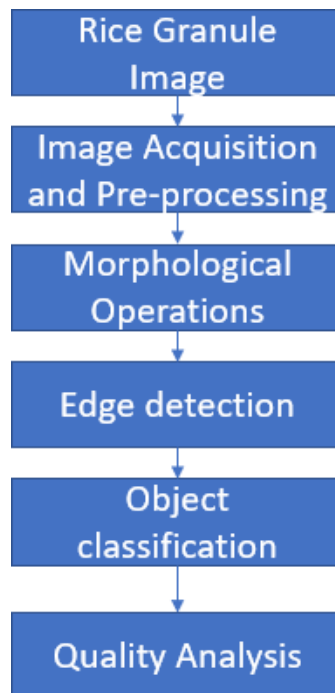 Rice Granule
Image
Image Acquisition
and Pre-processing
Morphological
Operations
Edge detection
Object
classification
Quality Analysis